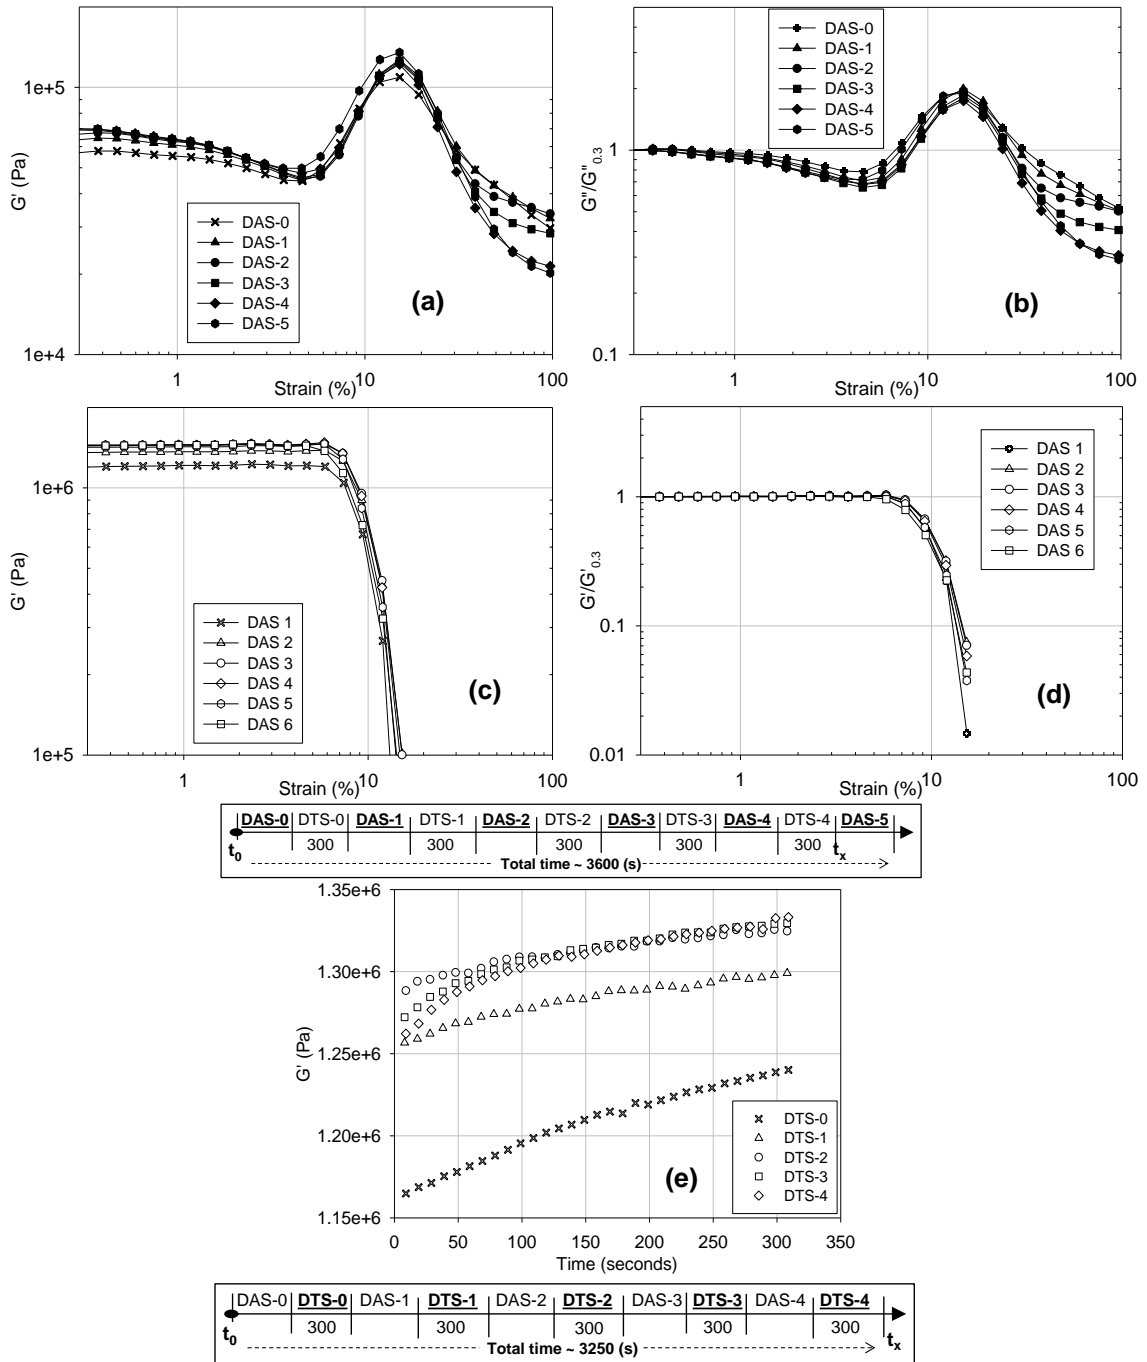 1e+5
G' (Pa)
1e+4
DAS-0
DAS-1
DAS-2
DAS-3
DAS-4
DAS-5
(a)
1 10 100
Strain (%)
G''/G''0.3
1
0.1
DAS-0
DAS-1
DAS-2
DAS-3
DAS-4
DAS-5
(b)
1 10 100
Strain (%)
1e+6
G' (Pa)
1e+5
DAS 1
DAS 2
DAS 3
DAS 4
DAS 5
DAS 6
(c)
1 10 100
Strain (%)
G'/G'0.3
1
0.1
0.01
DAS 1
DAS 2
DAS 3
DAS 4
DAS 5
DAS 6
(d)
1 10 100
Strain (%)
DAS-0 DTS-0 DAS-1 DTS-1 DAS-2 DTS-2 DAS-3 DTS-3 DAS-4 DTS-4 DAS-5
t0 300 300 300 300 300 tx
Total time ~ 3600 (s)
1.35e+6
1.30e+6
1.25e+6
1.20e+6
1.15e+6
G' (Pa)
DTS-0
DTS-1
DTS-2
DTS-3
DTS-4
(e)
0 50 100 150 200 250 300 350
Time (seconds)
DAS-0 DTS-0 DAS-1 DTS-1 DAS-2 DTS-2 DAS-3 DTS-3 DAS-4 DTS-4
t0 300 300 300 300 300 tx
Total time ~ 3250 (s)